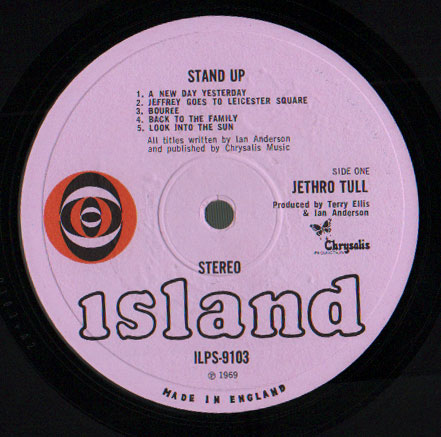 STAND UP
1. A NEW DAY YESTERDAY
2. JEFFREY GOES TO LEICESTER SQUARE
3. BOUREE
4. BACK TO THE FAMILY
5. LOOK INTO THE SUN
All titles written by Ian Anderson
and published by Chrysalis Music
SIDE ONE
JETHRO TULL
Produced by Terry Ellis
& Ian Anderson
Chrysalis
PRODUCTIONS
STEREO
island
ILPS-9103
℗ 1969
MADE IN ENGLAND